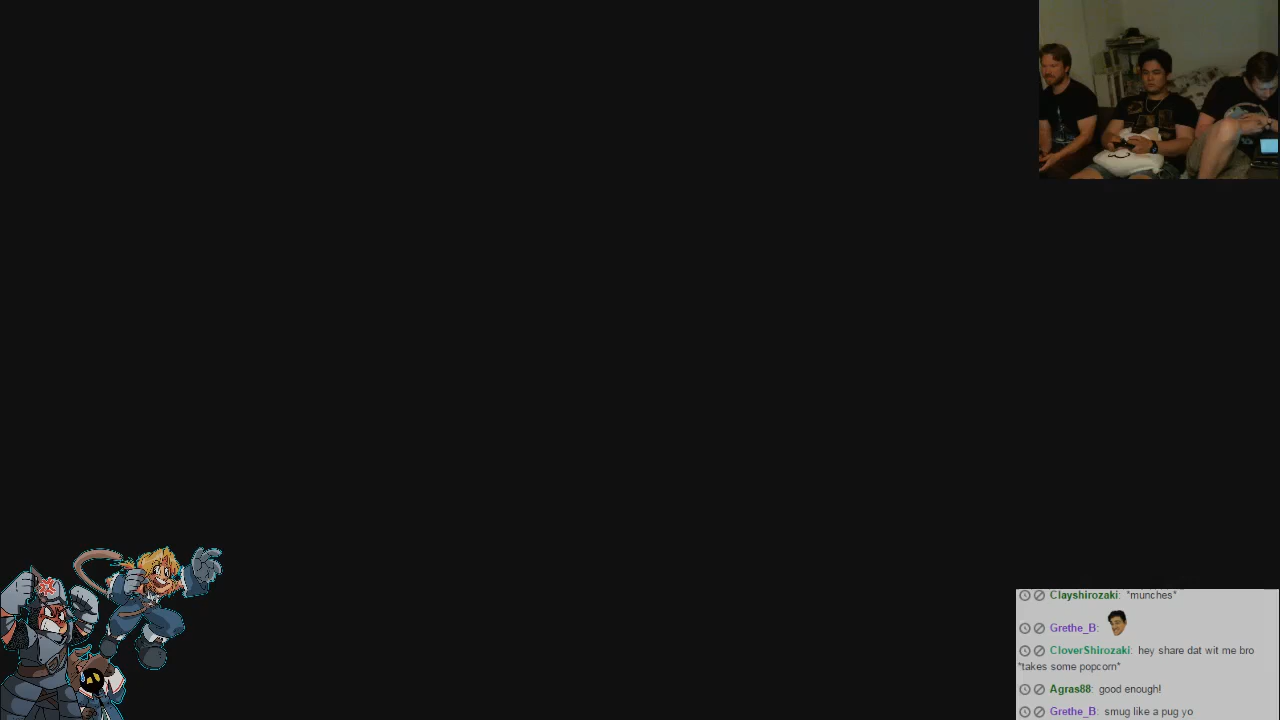 Clayshirozaki: *munches*
Grethe_B:
CloverShirozaki: hey share dat wit me bro
*takes some popcorn*
Agras88: good enough!
Grethe_B: smug like a pug yo